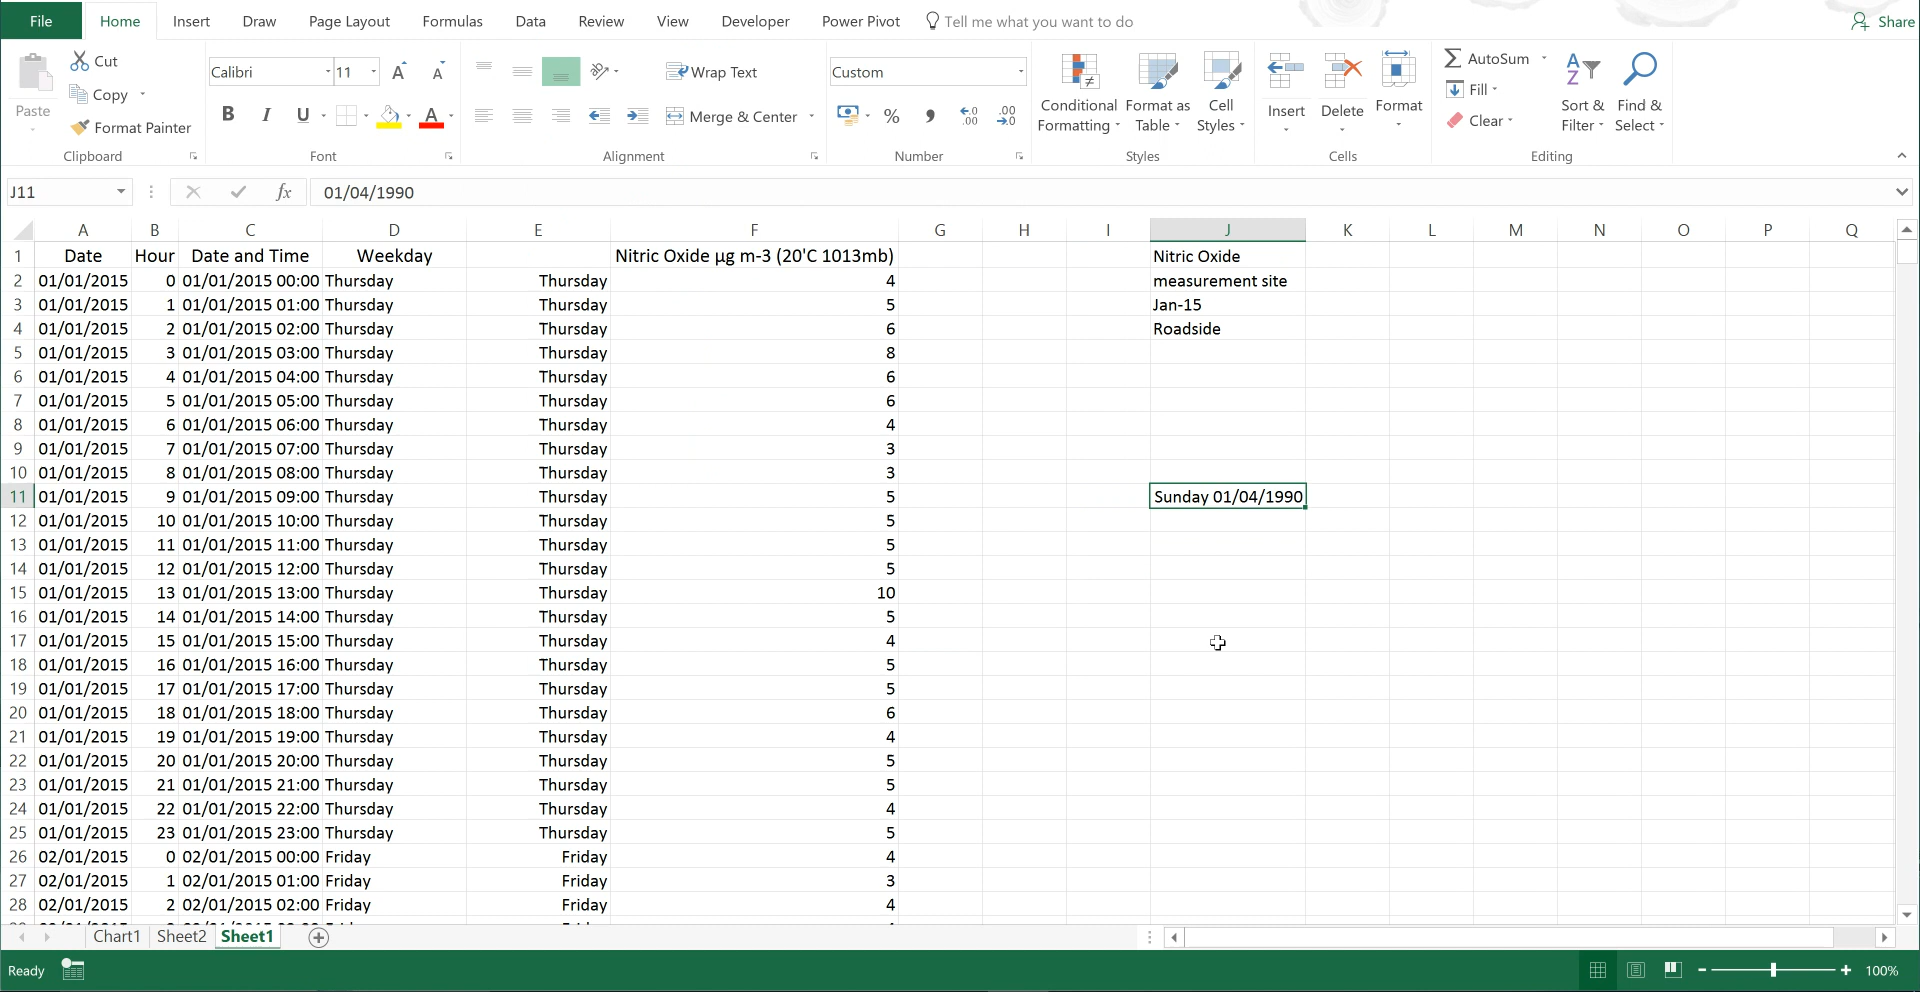 File Home Insert Draw Page Layout Formulas Data Review View Developer Power Pivot Tell me what you want to do Share
Paste Cut Copy Format Painter Clipboard
Calibri 11 A A B I U A Font
Wrap Text Merge & Center Alignment
Custom % , .0 .00 .00 .0 Number
Conditional Formatting Format as Table Cell Styles Styles
Insert Delete Format Cells
AutoSum Fill Clear Sort & Filter Find & Select Editing
J11 fx 01/04/1990
A B C D E F G H I J K L M N O P Q
1 Date Hour Date and Time Weekday Nitric Oxide µg m-3 (20'C 1013mb) Nitric Oxide
2 01/01/2015 0 01/01/2015 00:00 Thursday Thursday 4 measurement site
3 01/01/2015 1 01/01/2015 01:00 Thursday Thursday 5 Jan-15
4 01/01/2015 2 01/01/2015 02:00 Thursday Thursday 6 Roadside
5 01/01/2015 3 01/01/2015 03:00 Thursday Thursday 8
6 01/01/2015 4 01/01/2015 04:00 Thursday Thursday 6
7 01/01/2015 5 01/01/2015 05:00 Thursday Thursday 6
8 01/01/2015 6 01/01/2015 06:00 Thursday Thursday 4
9 01/01/2015 7 01/01/2015 07:00 Thursday Thursday 3
10 01/01/2015 8 01/01/2015 08:00 Thursday Thursday 3
11 01/01/2015 9 01/01/2015 09:00 Thursday Thursday 5 Sunday 01/04/1990
12 01/01/2015 10 01/01/2015 10:00 Thursday Thursday 5
13 01/01/2015 11 01/01/2015 11:00 Thursday Thursday 5
14 01/01/2015 12 01/01/2015 12:00 Thursday Thursday 5
15 01/01/2015 13 01/01/2015 13:00 Thursday Thursday 10
16 01/01/2015 14 01/01/2015 14:00 Thursday Thursday 5
17 01/01/2015 15 01/01/2015 15:00 Thursday Thursday 4
18 01/01/2015 16 01/01/2015 16:00 Thursday Thursday 5
19 01/01/2015 17 01/01/2015 17:00 Thursday Thursday 5
20 01/01/2015 18 01/01/2015 18:00 Thursday Thursday 6
21 01/01/2015 19 01/01/2015 19:00 Thursday Thursday 4
22 01/01/2015 20 01/01/2015 20:00 Thursday Thursday 5
23 01/01/2015 21 01/01/2015 21:00 Thursday Thursday 5
24 01/01/2015 22 01/01/2015 22:00 Thursday Thursday 4
25 01/01/2015 23 01/01/2015 23:00 Thursday Thursday 5
26 02/01/2015 0 02/01/2015 00:00 Friday Friday 4
27 02/01/2015 1 02/01/2015 01:00 Friday Friday 3
28 02/01/2015 2 02/01/2015 02:00 Friday Friday 4
Chart1 Sheet2 Sheet1
Ready 100%